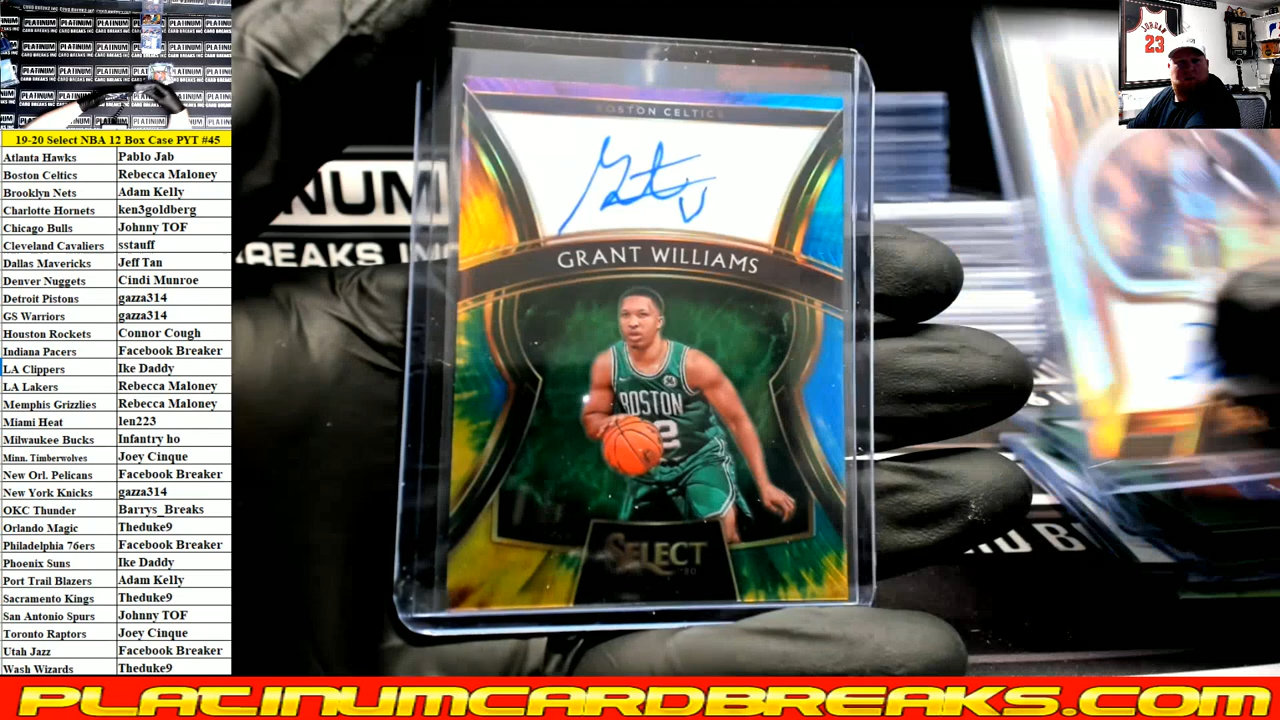 19-20 Select NBA 12 Box Case PYT #45
Atlanta Hawks Pablo Jab
Boston Celtics Rebecca Maloney
Brooklyn Nets Adam Kelly
Charlotte Hornets ken3goldberg
Chicago Bulls Johnny TOF
Cleveland Cavaliers sstauff
Dallas Mavericks Jeff Tan
Denver Nuggets Cindi Munroe
Detroit Pistons gazza314
GS Warriors gazza314
Houston Rockets Connor Cough
Indiana Pacers Facebook Breaker
LA Clippers Ike Daddy
LA Lakers Rebecca Maloney
Memphis Grizzlies Rebecca Maloney
Miami Heat len223
Milwaukee Bucks Infantry ho
Minn. Timberwolves Joey Cinque
New Orl. Pelicans Facebook Breaker
New York Knicks gazza314
OKC Thunder Barrys_Breaks
Orlando Magic Theduke9
Philadelphia 76ers Facebook Breaker
Phoenix Suns Ike Daddy
Port Trail Blazers Adam Kelly
Sacramento Kings Theduke9
San Antonio Spurs Johnny TOF
Toronto Raptors Joey Cinque
Utah Jazz Facebook Breaker
Wash Wizards Theduke9
BOSTON CELTICS
GRANT WILLIAMS
BOSTON
SELECT
NUM
BREAKS INC
JORDAN
23
PLATINUMCARDBREAKS.COM